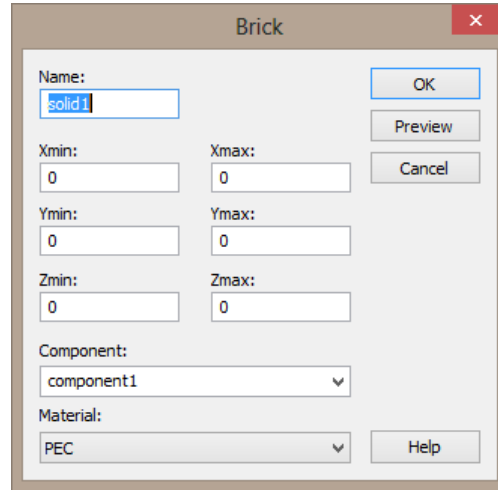 Brick
Name:
solid1
OK
Preview
Xmin: Xmax:
0 0
Cancel
Ymin: Ymax:
0 0
Zmin: Zmax:
0 0
Component:
component1
Material:
PEC
Help